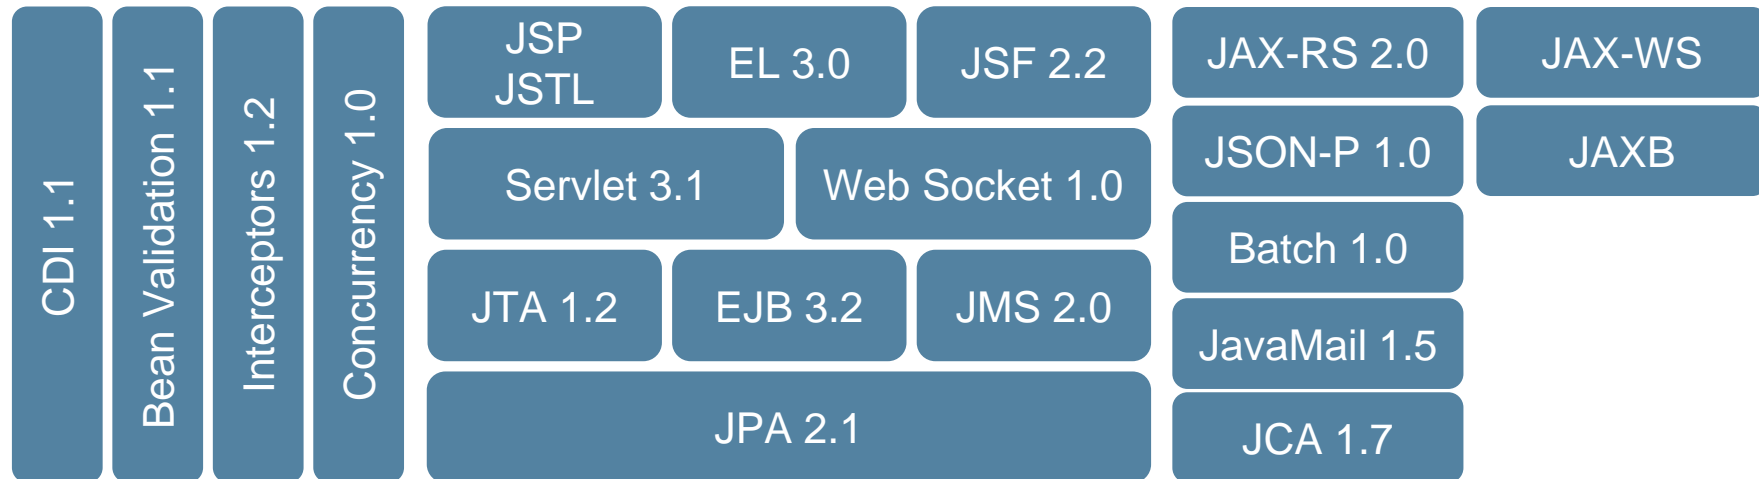 CDI 1.1
Bean Validation 1.1
Interceptors 1.2
Concurrency 1.0
JSP
JSTL
EL 3.0
JSF 2.2
Servlet 3.1
Web Socket 1.0
JTA 1.2
EJB 3.2
JMS 2.0
JPA 2.1
JAX-RS 2.0
JAX-WS
JSON-P 1.0
JAXB
Batch 1.0
JavaMail 1.5
JCA 1.7